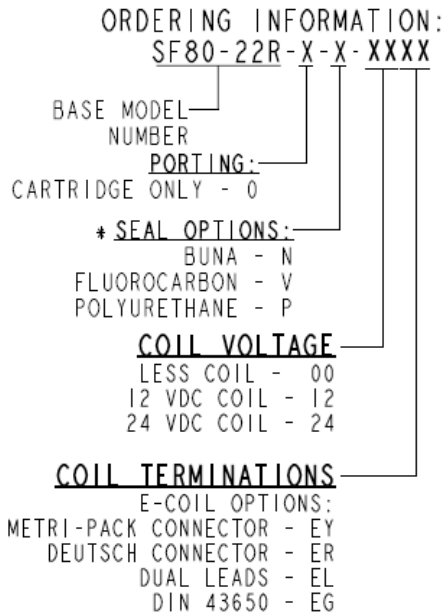 ORDERING INFORMATION:
SF80-22R-X-X-XXXX
BASE MODEL
NUMBER
PORTING:
CARTRIDGE ONLY - 0
* SEAL OPTIONS:
BUNA - N
FLUOROCARBON - V
POLYURETHANE - P
COIL VOLTAGE
LESS COIL - 00
12 VDC COIL - 12
24 VDC COIL - 24
COIL TERMINATIONS
E-COIL OPTIONS:
METRI-PACK CONNECTOR - EY
DEUTSCH CONNECTOR - ER
DUAL LEADS - EL
DIN 43650 - EG